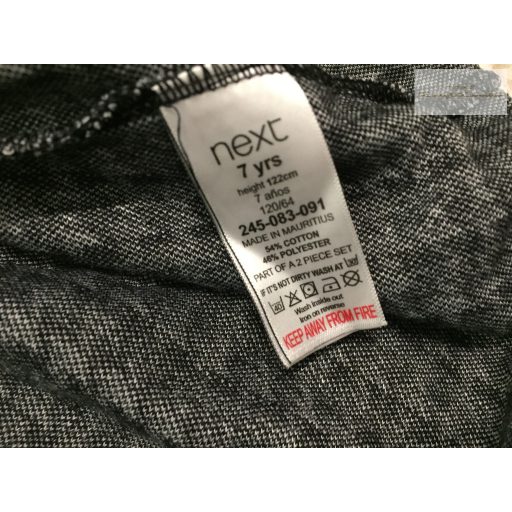 next
7 yrs
height 122cm
7 años
120/64
245-083-091
MADE IN MAURITIUS
54% COTTON
46% POLYESTER
PART OF A 2 PIECE SET
IF IT'S NOT DIRTY WASH AT 30
40
Wash inside out
Iron on reverse
KEEP AWAY FROM FIRE